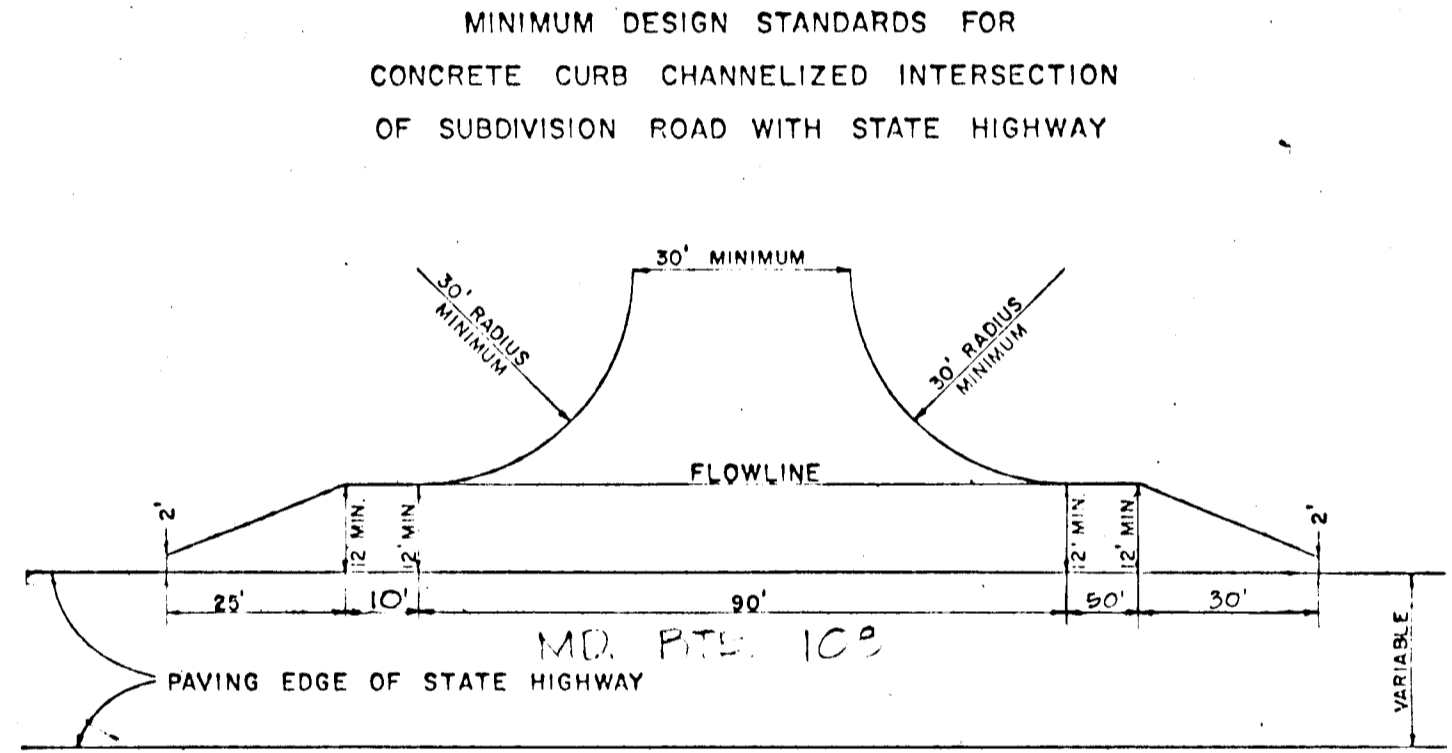 MINIMUM DESIGN STANDARDS FOR
CONCRETE CURB CHANNELIZED INTERSECTION
OF SUBDIVISION ROAD WITH STATE HIGHWAY
30' MINIMUM
30' RADIUS
MINIMUM
30' RADIUS
MINIMUM
FLOWLINE
2'
12' MIN.
12' MIN.
12' MIN.
12' MIN.
2'
25'
10'
90'
50'
30'
MD.
PAVING EDGE OF STATE HIGHWAY
VARIABLE